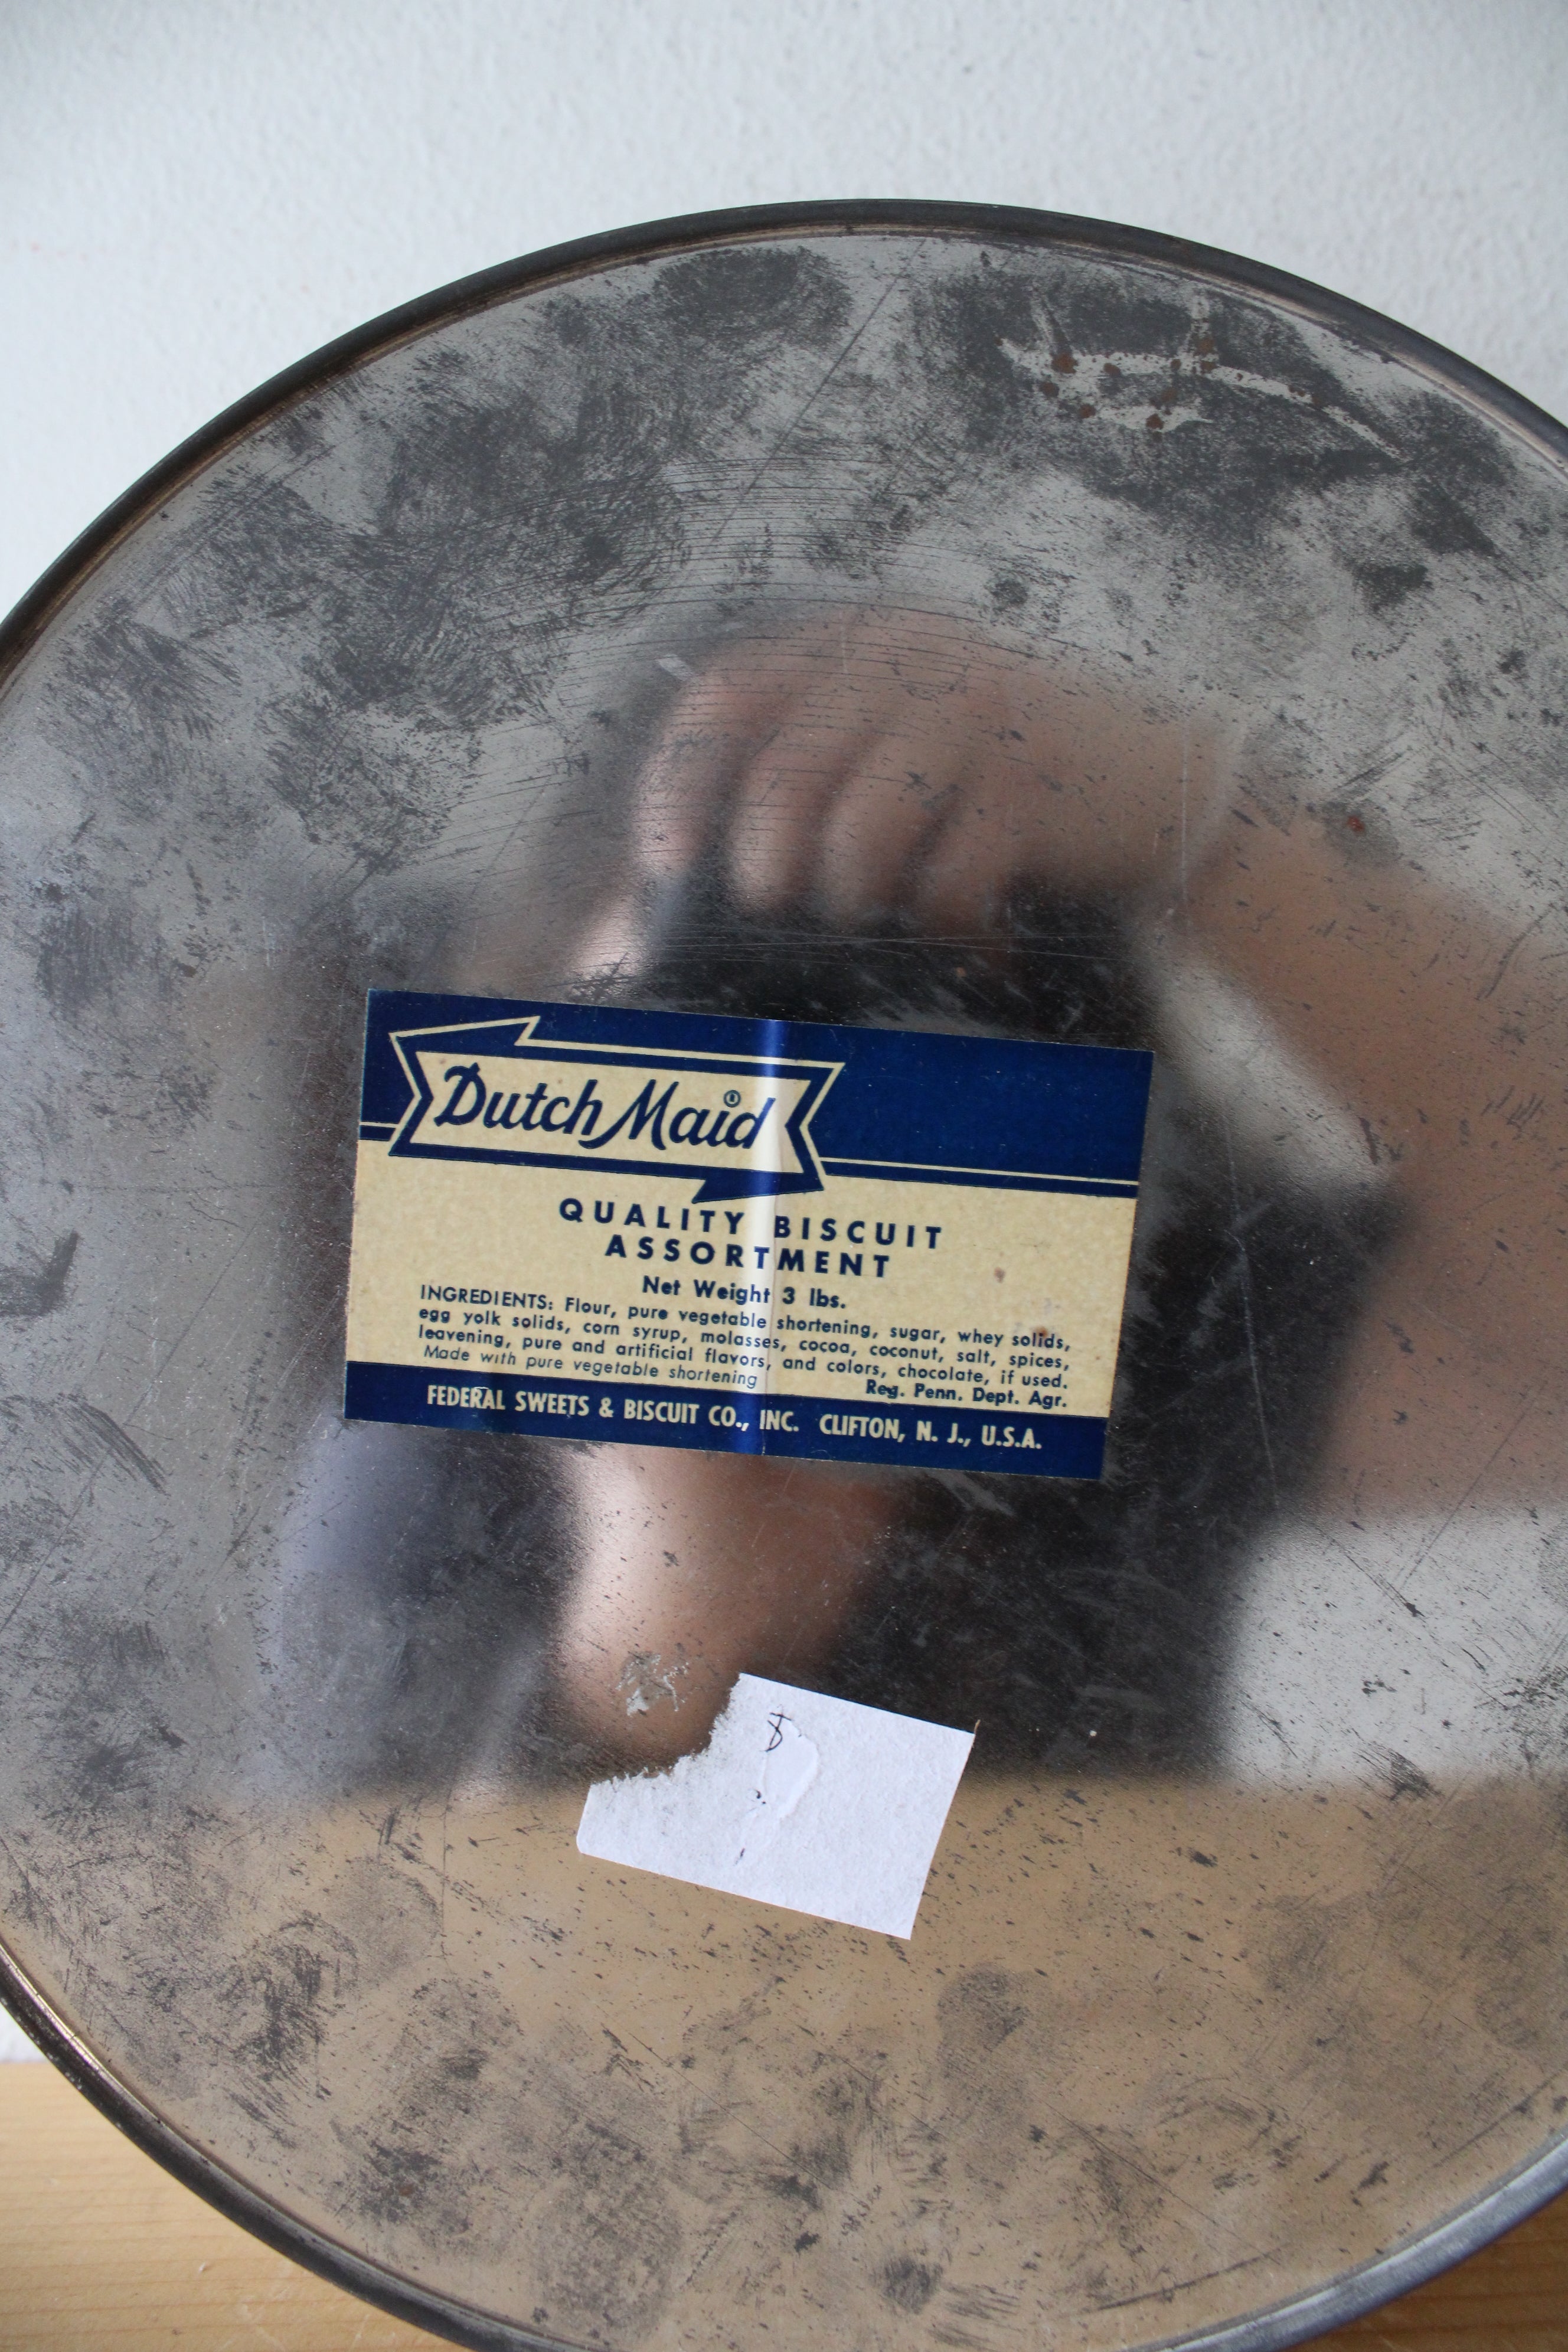 Dutch Maid®
QUALITY BISCUIT
ASSORTMENT
Net Weight 3 lbs.
INGREDIENTS: Flour, pure vegetable shortening, sugar, whey solids,
egg yolk solids, corn syrup, molasses, cocoa, coconut, salt, spices,
leavening, pure and artificial flavors, and colors, chocolate, if used.
Made with pure vegetable shortening
Reg. Penn. Dept. Agr.
FEDERAL SWEETS & BISCUIT CO., INC. CLIFTON, N. J., U.S.A.
$